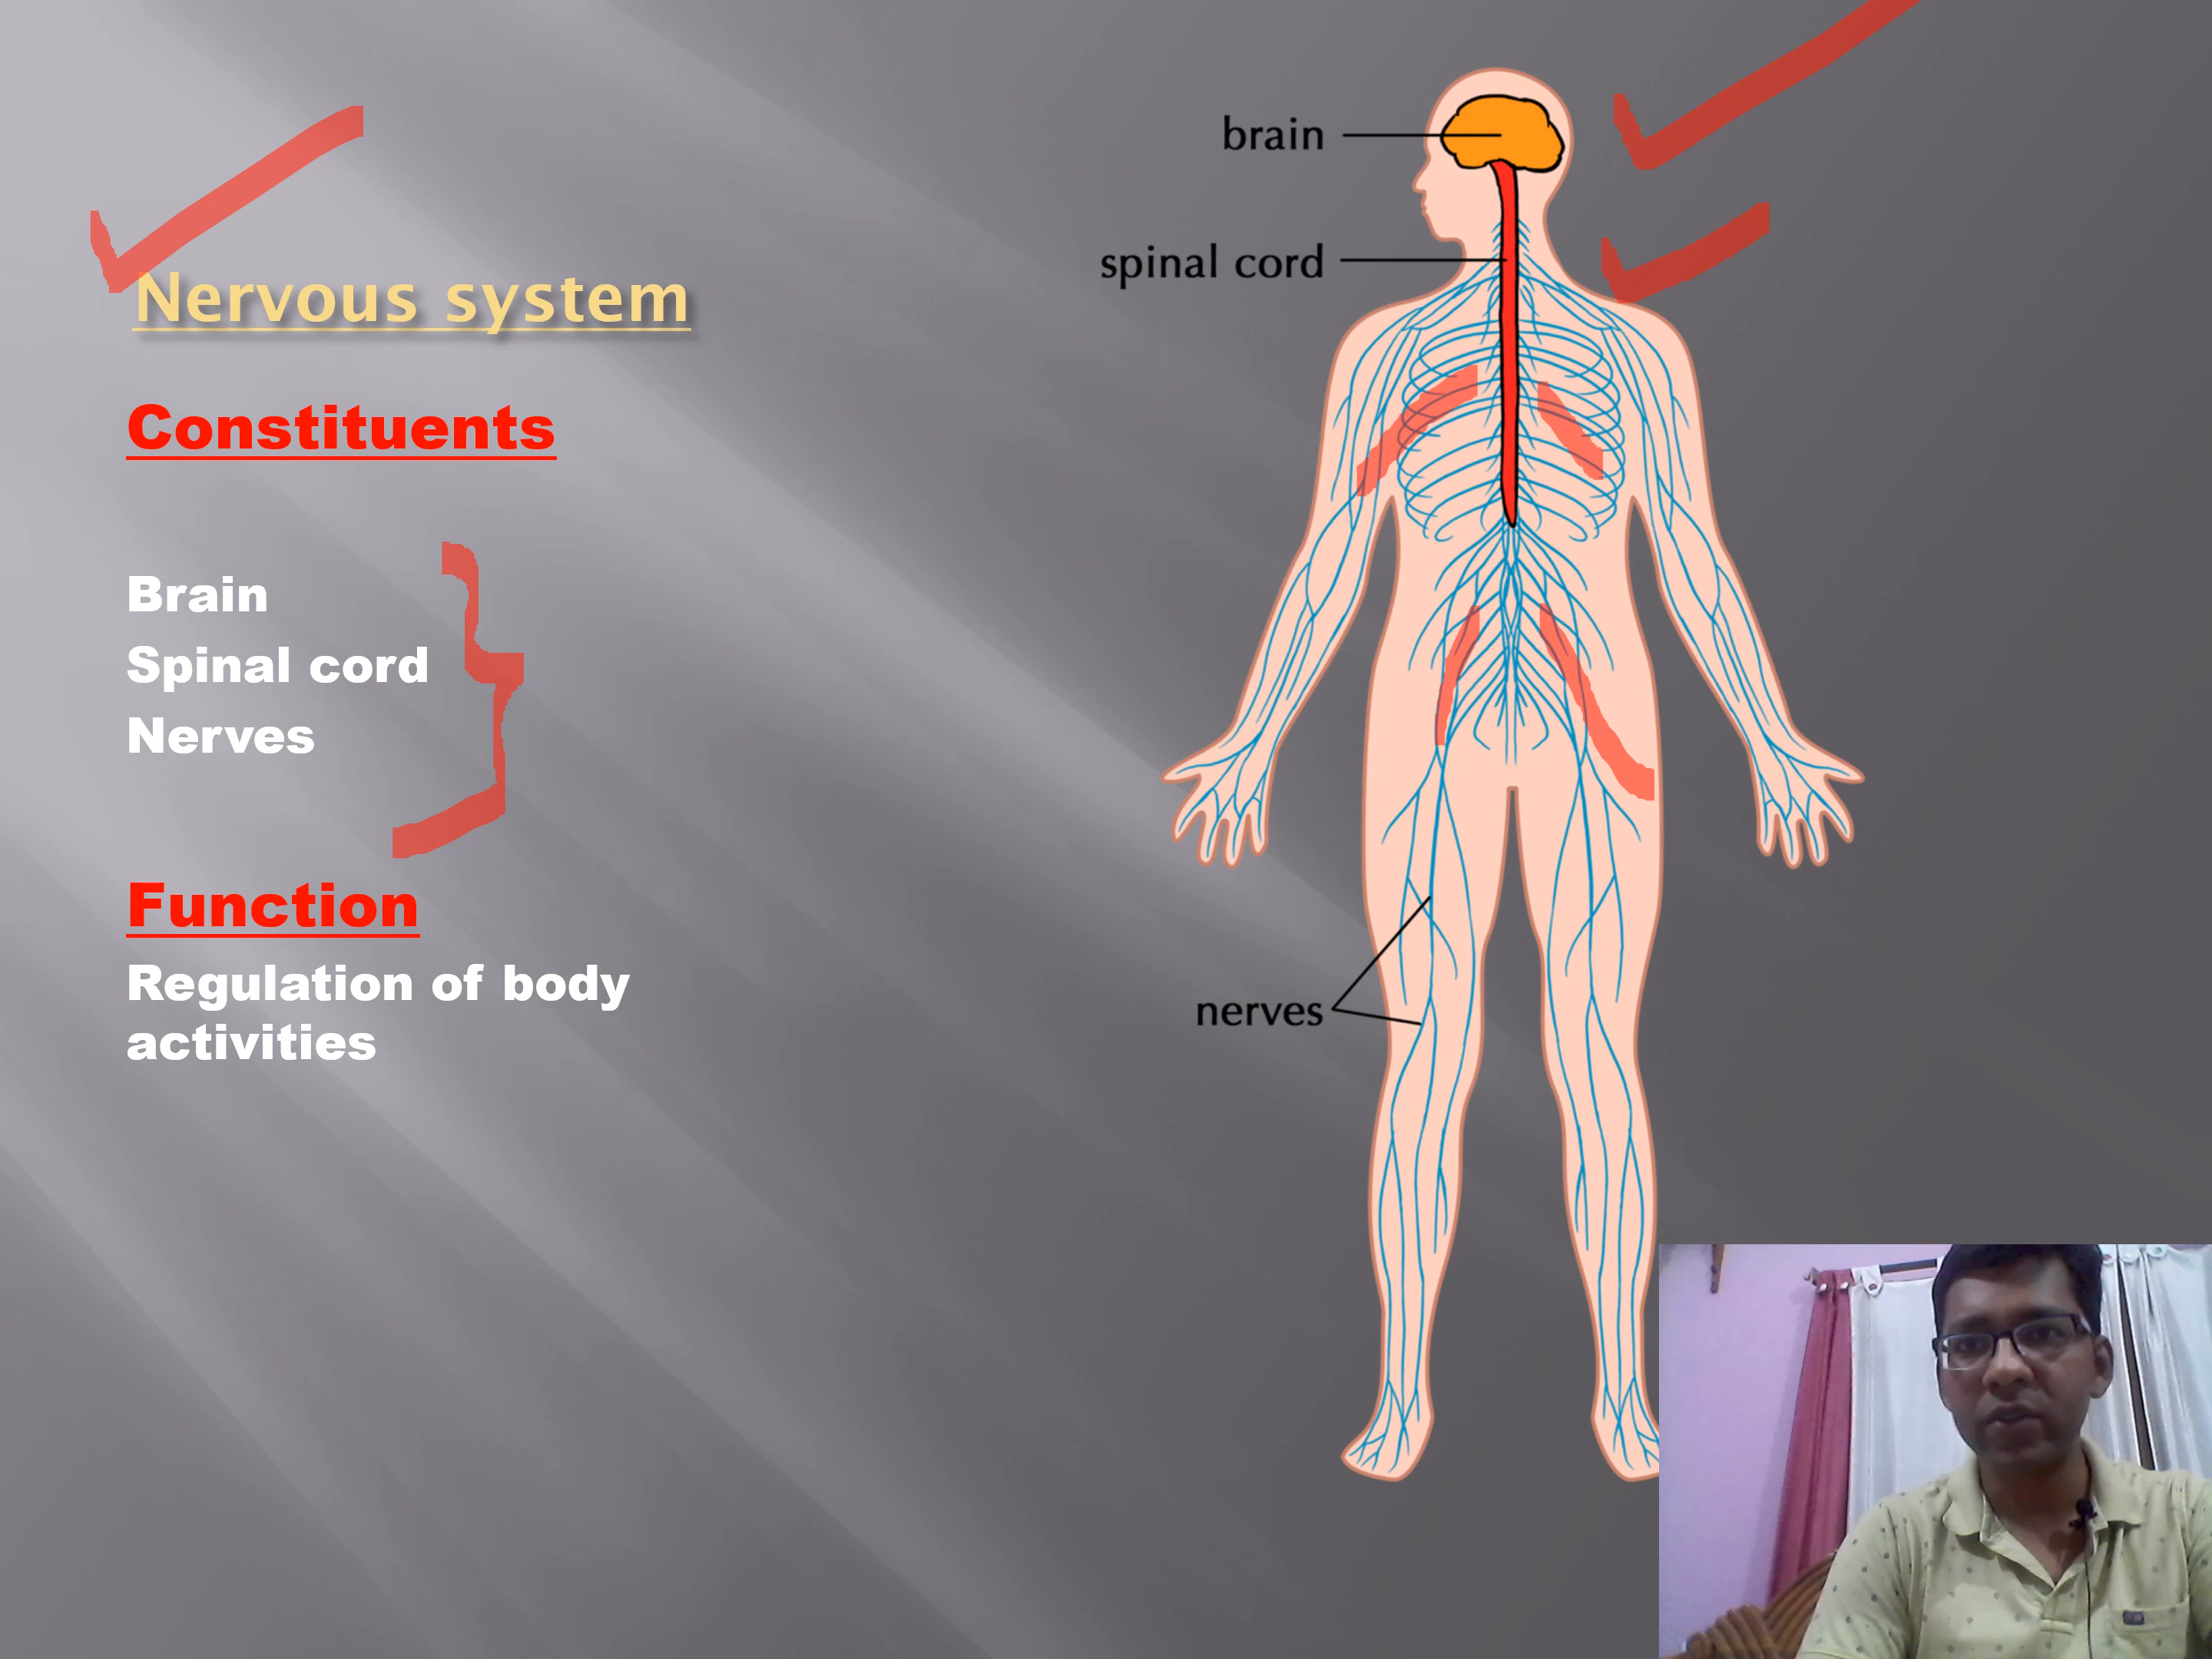 Nervous system
Constituents
Brain
Spinal cord
Nerves
Function
Regulation of body
activities
brain
spinal cord
nerves